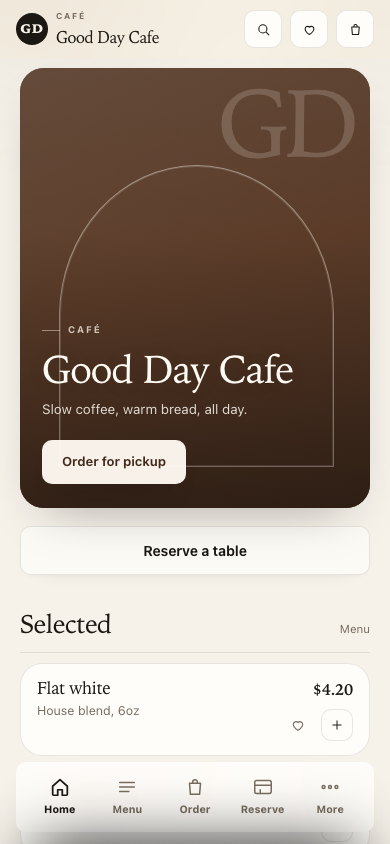 GD
CAFÉ
Good Day Cafe
GD
CAFÉ
Good Day Cafe
Slow coffee, warm bread, all day.
Order for pickup
Reserve a table
Selected
Menu
Flat white
$4.20
House blend, 6oz
Home
Menu
Order
Reserve
More